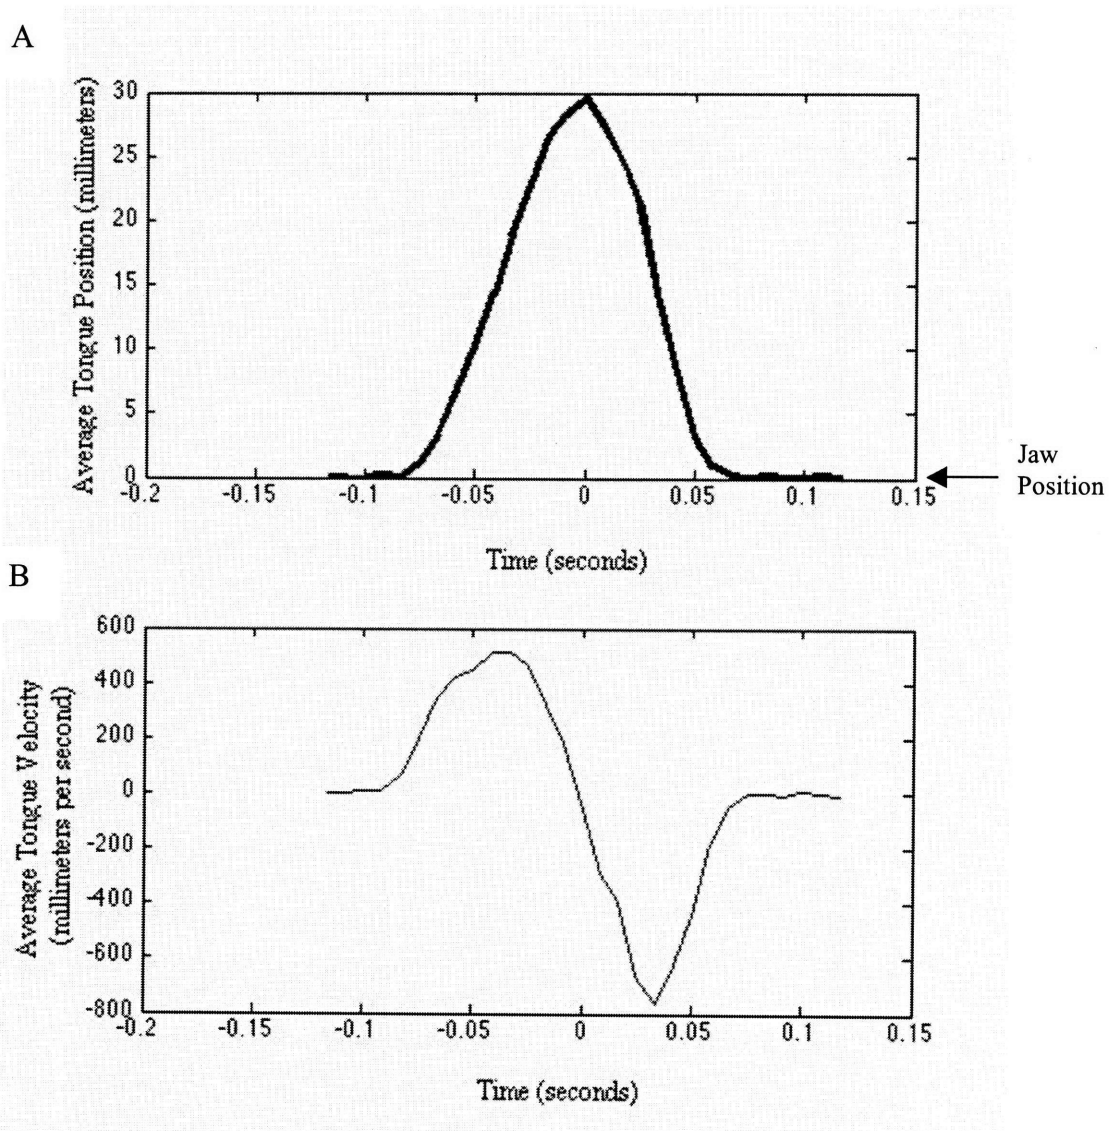 A
Average Tongue Position (millimeters)
30
25
20
15
10
5
0
-0.2 -0.15 -0.1 -0.05 0 0.05 0.1 0.15
Jaw
Position
Time (seconds)
B
Average Tongue Velocity
(millimeters per second)
600
400
200
0
-200
-400
-600
-800
-0.2 -0.15 -0.1 -0.05 0 0.05 0.1 0.15
Time (seconds)